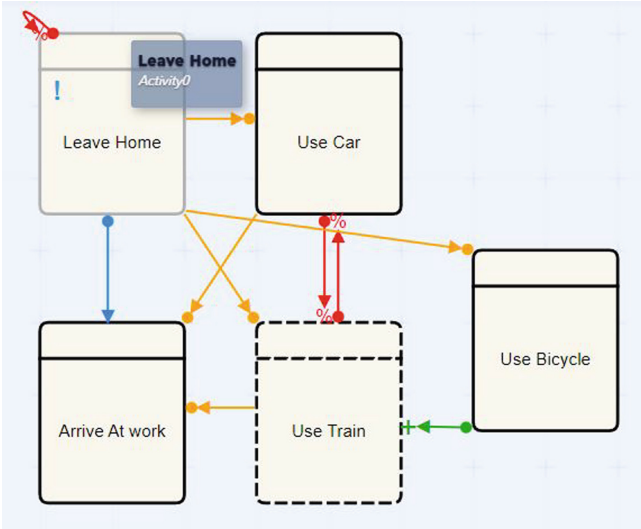 %
Leave Home
Activity0
!
Leave Home
Use Car
%
%
Use Bicycle
Arrive At work
Use Train
+